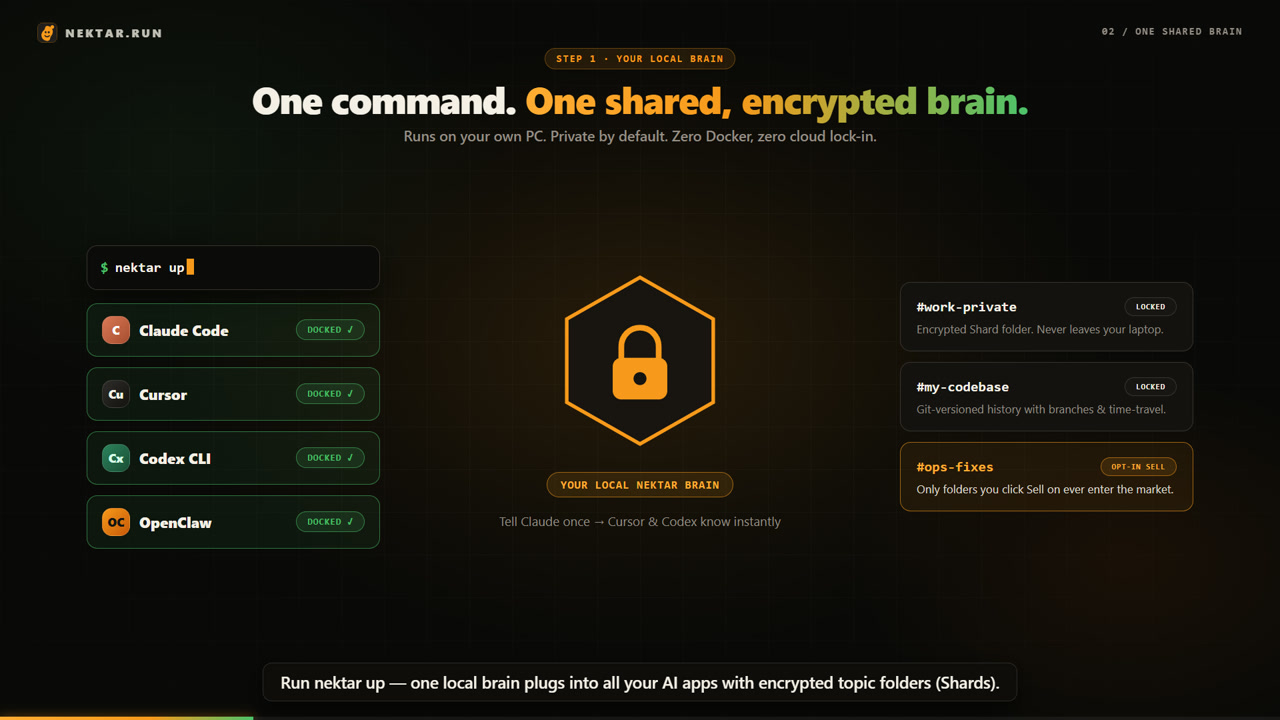 NEKTAR.RUN
02 / ONE SHARED BRAIN
STEP 1 · YOUR LOCAL BRAIN
One command. One shared, encrypted brain.
Runs on your own PC. Private by default. Zero Docker, zero cloud lock-in.
$ nektar up
C Claude Code DOCKED ✓
Cu Cursor DOCKED ✓
Cx Codex CLI DOCKED ✓
OC OpenClaw DOCKED ✓
YOUR LOCAL NEKTAR BRAIN
Tell Claude once → Cursor & Codex know instantly
#work-private LOCKED
Encrypted Shard folder. Never leaves your laptop.
#my-codebase LOCKED
Git-versioned history with branches & time-travel.
#ops-fixes OPT-IN SELL
Only folders you click Sell on ever enter the market.
Run nektar up — one local brain plugs into all your AI apps with encrypted topic folders (Shards).